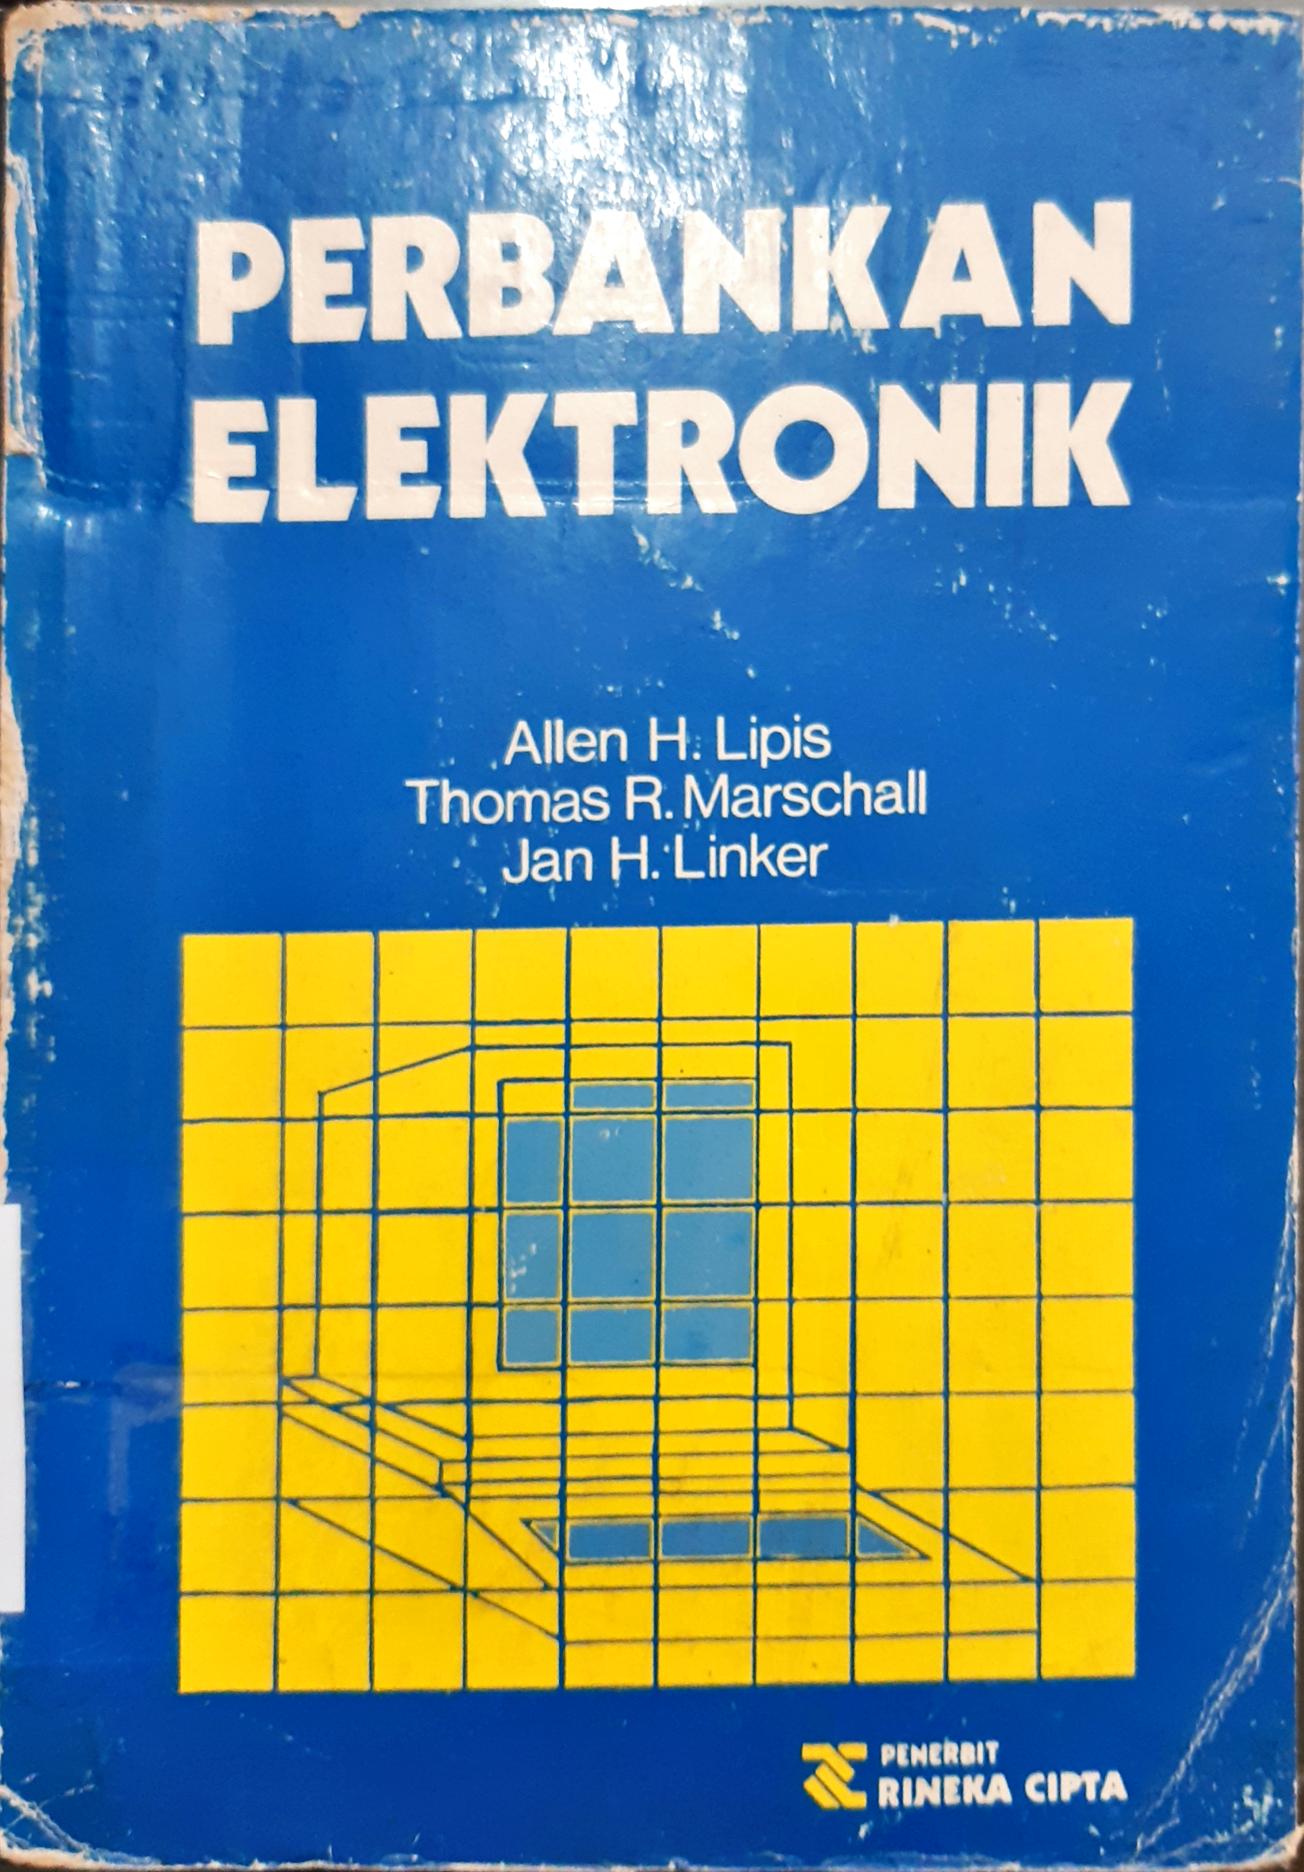 PERBANKAN
ELEKTRONIK
Allen H. Lipis
Thomas R. Marschall
Jan H. Linker
PENERBIT
RINEKA CIPTA